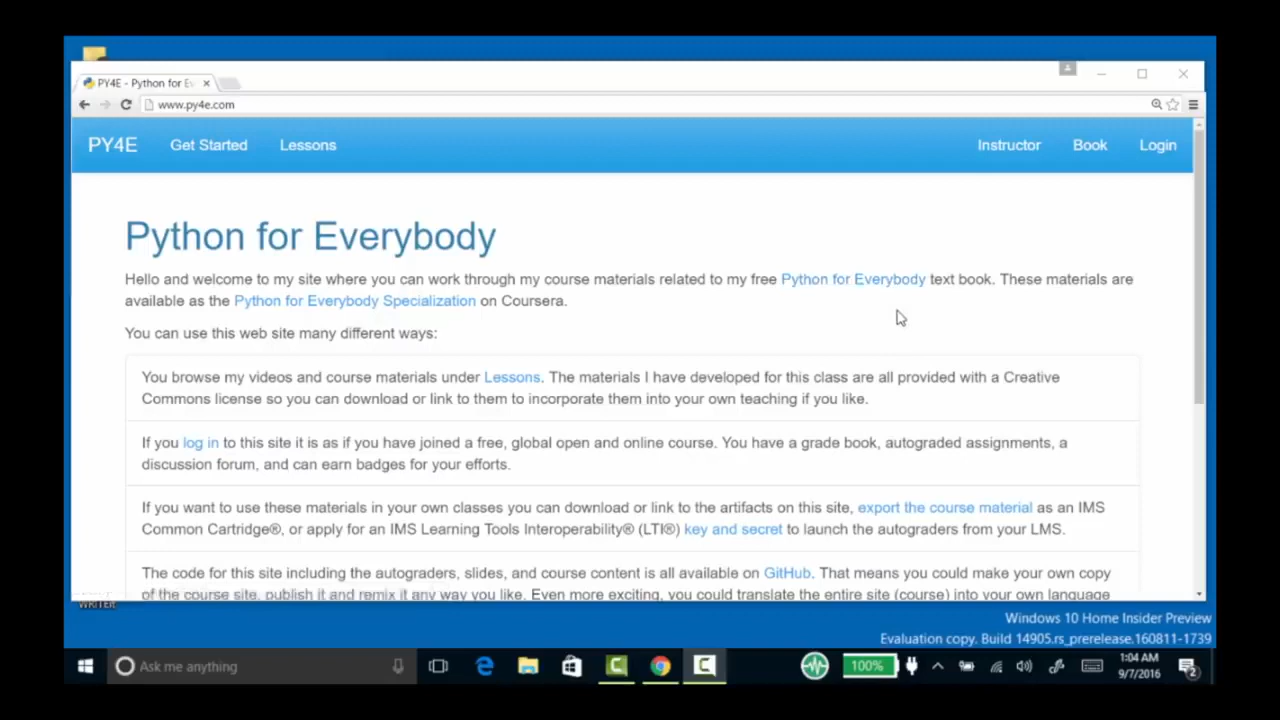 PY4E - Python for Ev
www.py4e.com
PY4E Get Started Lessons Instructor Book Login
Python for Everybody
Hello and welcome to my site where you can work through my course materials related to my free Python for Everybody text book. These materials are
available as the Python for Everybody Specialization on Coursera.
You can use this web site many different ways:
You browse my videos and course materials under Lessons. The materials I have developed for this class are all provided with a Creative
Commons license so you can download or link to them to incorporate them into your own teaching if you like.
If you log in to this site it is as if you have joined a free, global open and online course. You have a grade book, autograded assignments, a
discussion forum, and can earn badges for your efforts.
If you want to use these materials in your own classes you can download or link to the artifacts on this site, export the course material as an IMS
Common Cartridge®, or apply for an IMS Learning Tools Interoperability® (LTI®) key and secret to launch the autograders from your LMS.
The code for this site including the autograders, slides, and course content is all available on GitHub. That means you could make your own copy
of the course site, publish it and remix it any way you like. Even more exciting, you could translate the entire site (course) into your own language
WRITER
Windows 10 Home Insider Preview
Evaluation copy. Build 14905.rs_prerelease.160811-1739
Ask me anything
100%
1:04 AM
9/7/2016
2